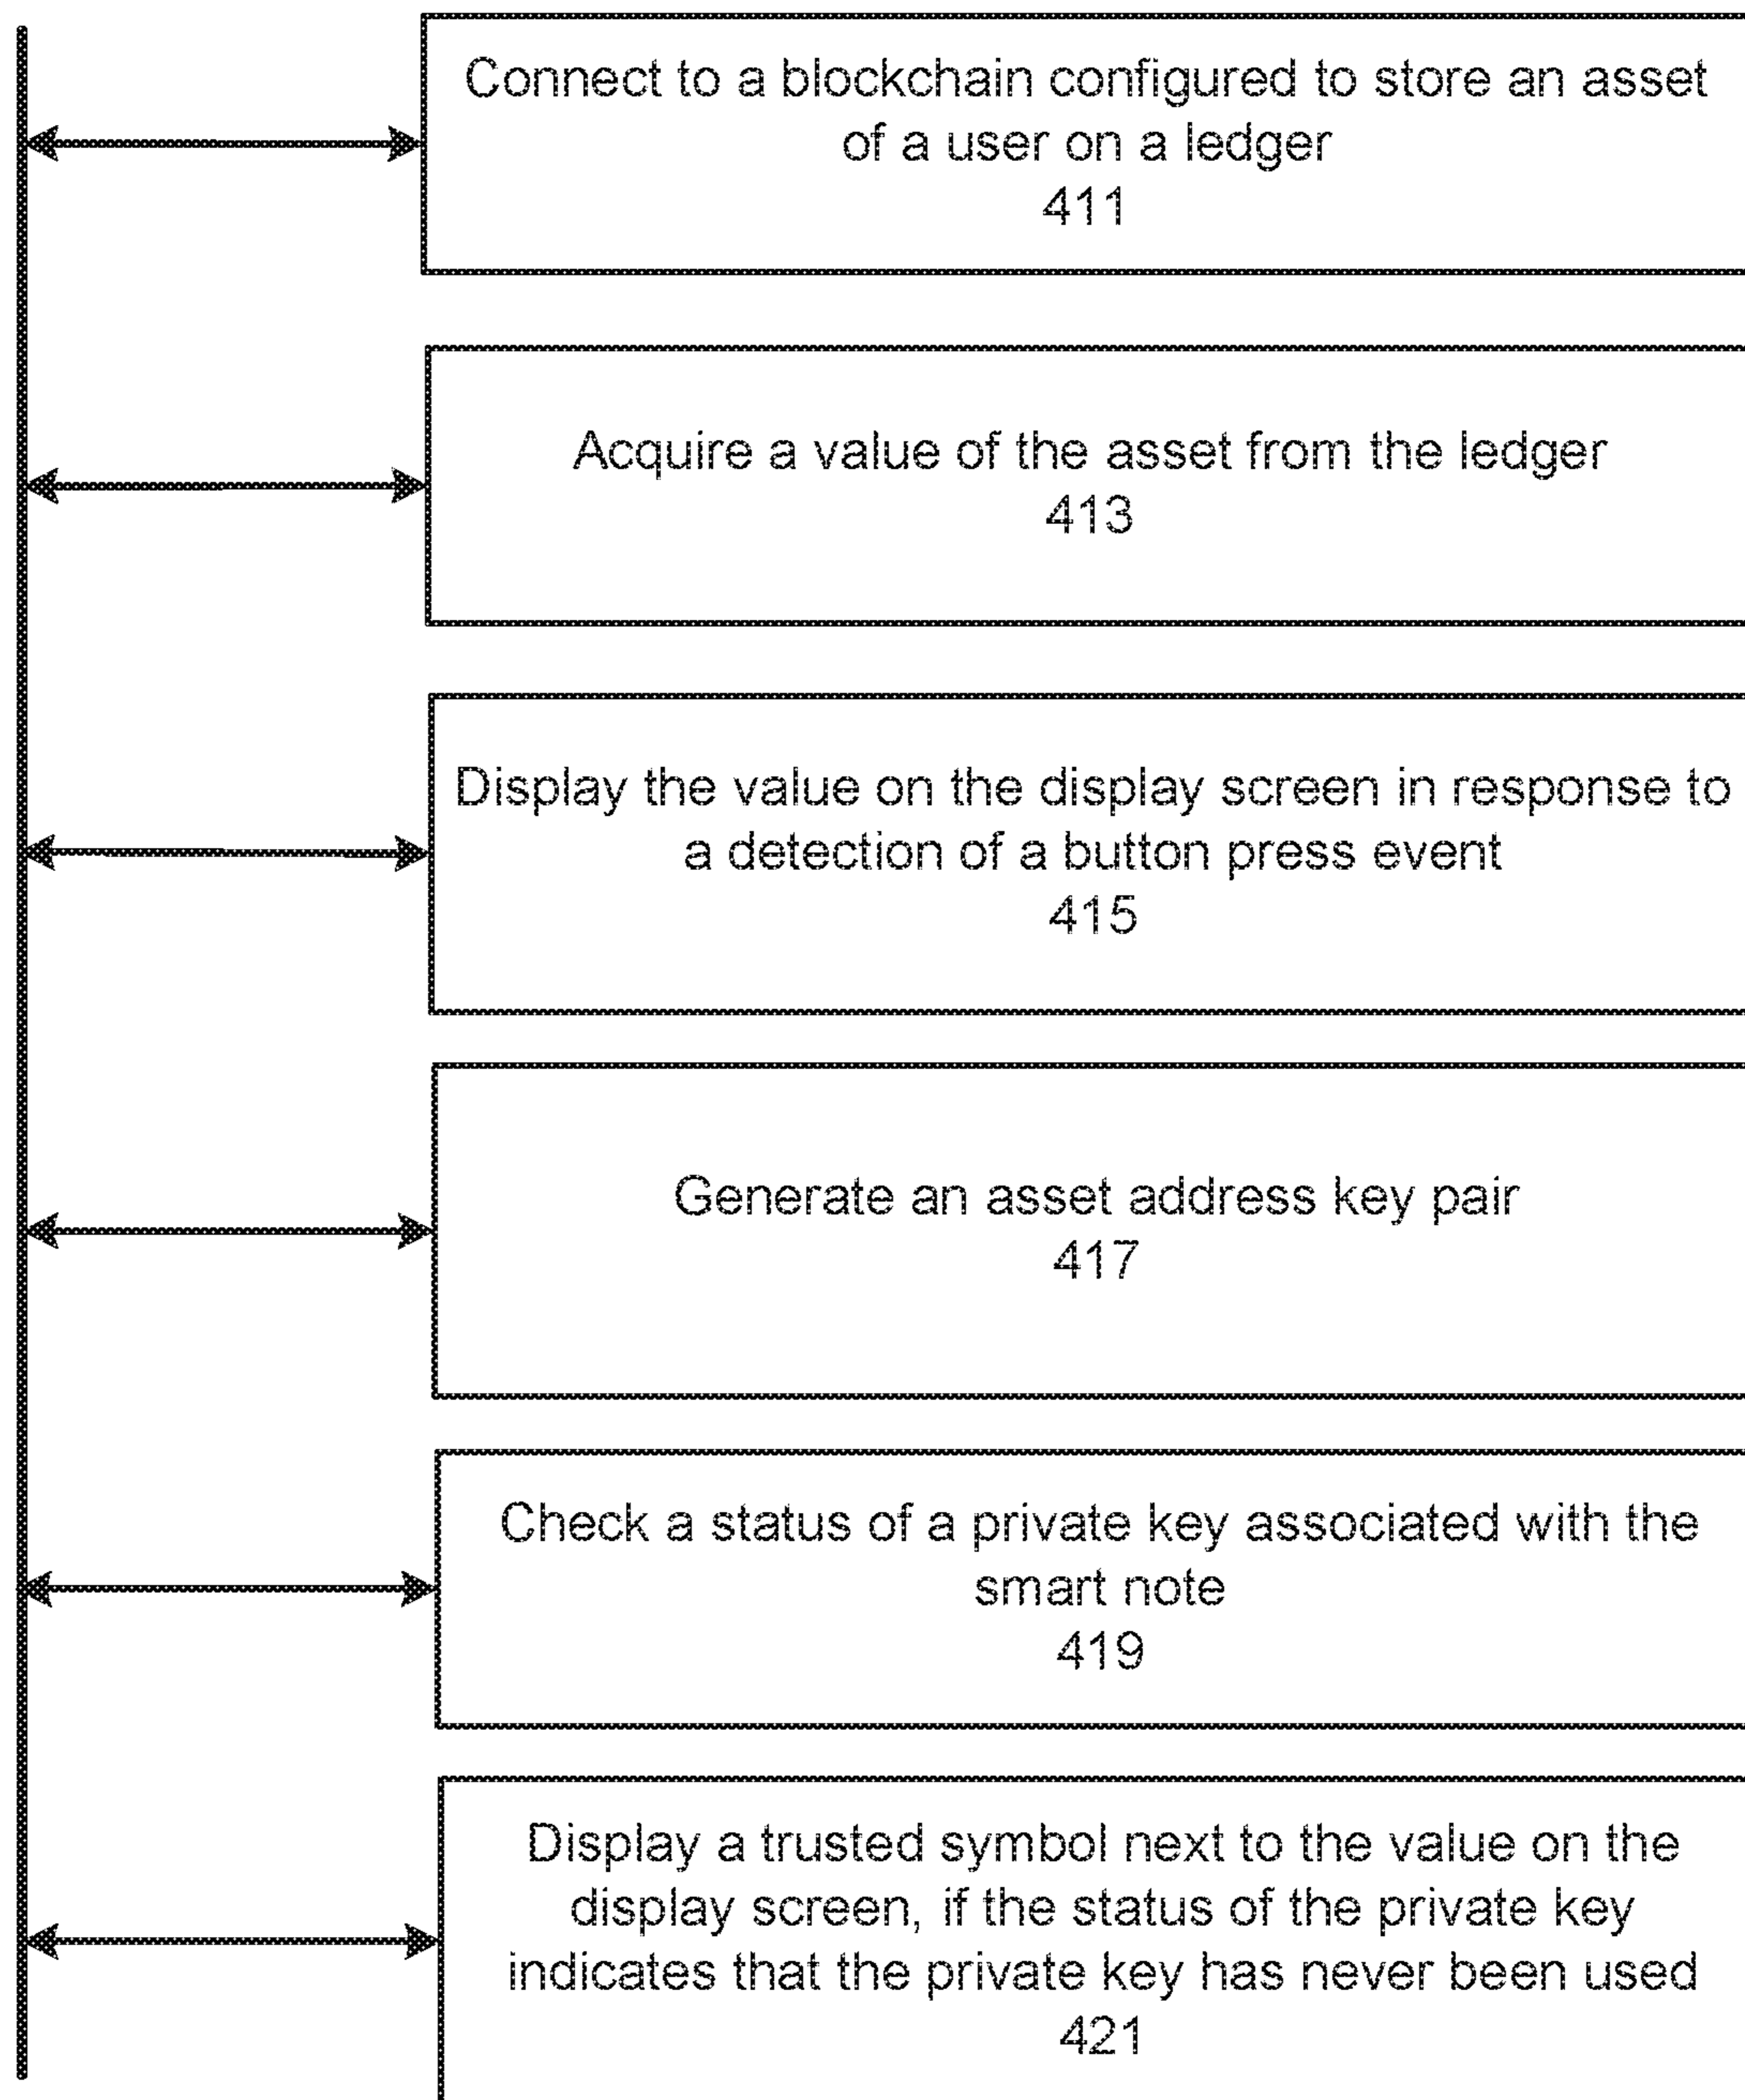 Connect to a blockchain configured to store an asset
of a user on a ledger
411
Acquire a value of the asset from the ledger
413
Display the value on the display screen in response to
a detection of a button press event
415
Generate an asset address key pair
417
Check a status of a private key associated with the
smart note
419
Display a trusted symbol next to the value on the
display screen, if the status of the private key
indicates that the private key has never been used
421